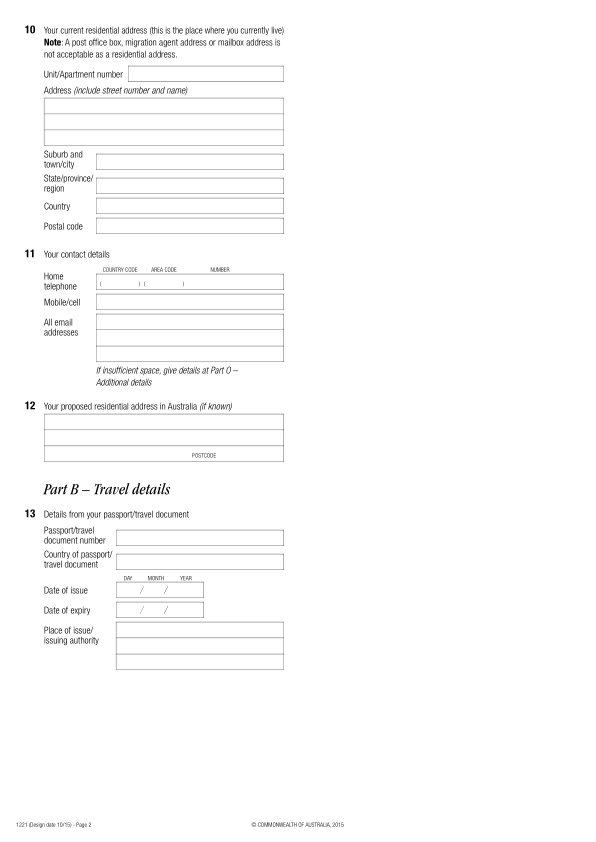 10 Your current residential address (this is the place where you currently live)
Note: A post office box, migration agent address or mailbox address is
not acceptable as a residential address.
Unit/Apartment number
Address (include street number and name)
Suburb and
town/city
State/province/
region
Country
Postal code
11 Your contact details
COUNTRY CODE AREA CODE NUMBER
Home
telephone
( ) ( )
Mobile/cell
All email
addresses
If insufficient space, give details at Part O –
Additional details
12 Your proposed residential address in Australia (if known)
POSTCODE
Part B – Travel details
13 Details from your passport/travel document
Passport/travel
document number
Country of passport/
travel document
DAY MONTH YEAR
Date of issue / /
Date of expiry / /
Place of issue/
issuing authority
1221 (Design date 10/15) - Page 2 © COMMONWEALTH OF AUSTRALIA, 2015